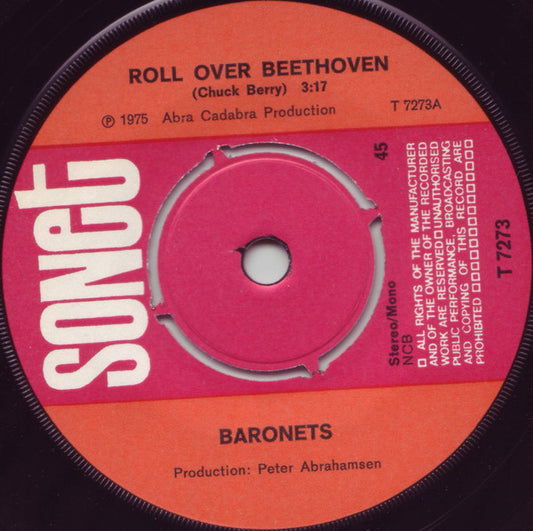 ROLL OVER BEETHOVEN
(Chuck Berry) 3:17
℗ 1975 Abra Cadabra Production T 7273A
SONET
45
Stereo/Mono
NCB
□ ALL RIGHTS OF THE MANUFACTURER
AND OF THE OWNER OF THE RECORDED
WORK ARE RESERVED □ UNAUTHORISED
PUBLIC PERFORMANCE, BROADCASTING
AND COPYING OF THIS RECORD ARE
PROHIBITED □□□□□□□□□□
T 7273
BARONETS
Production: Peter Abrahamsen